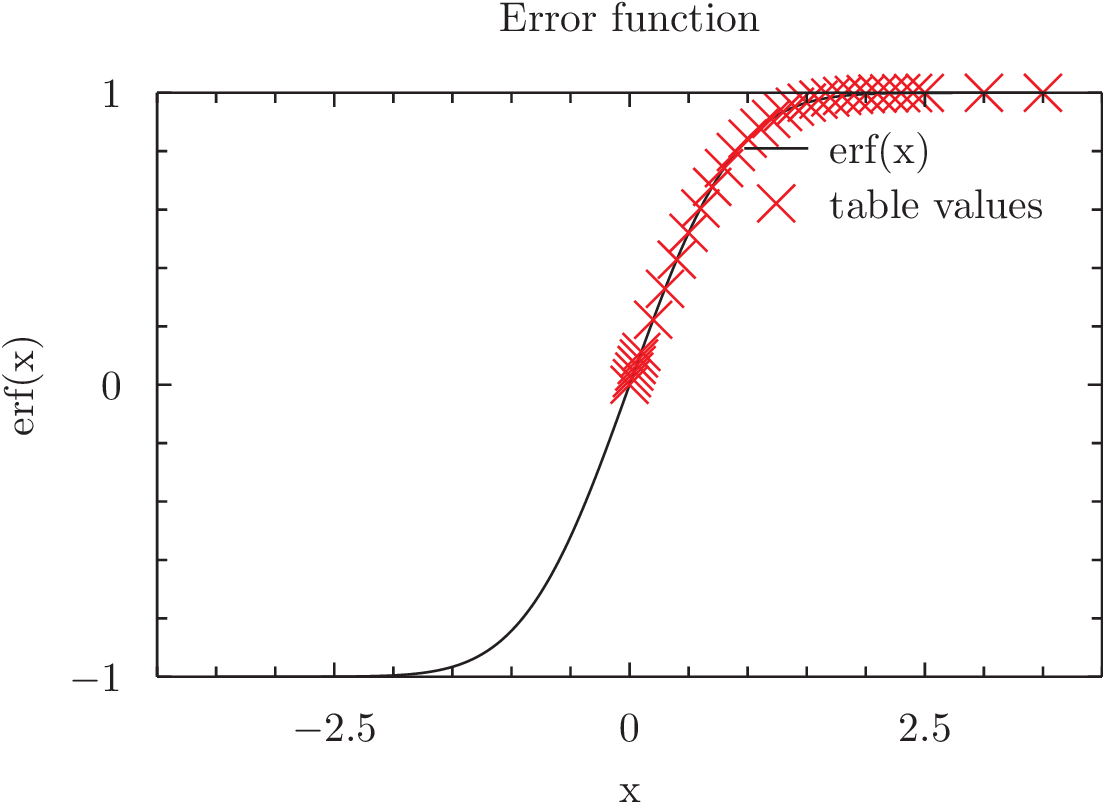 Error function
1
erf(x)
table values
erf(x)
0
−1
−2.5
0
2.5
x